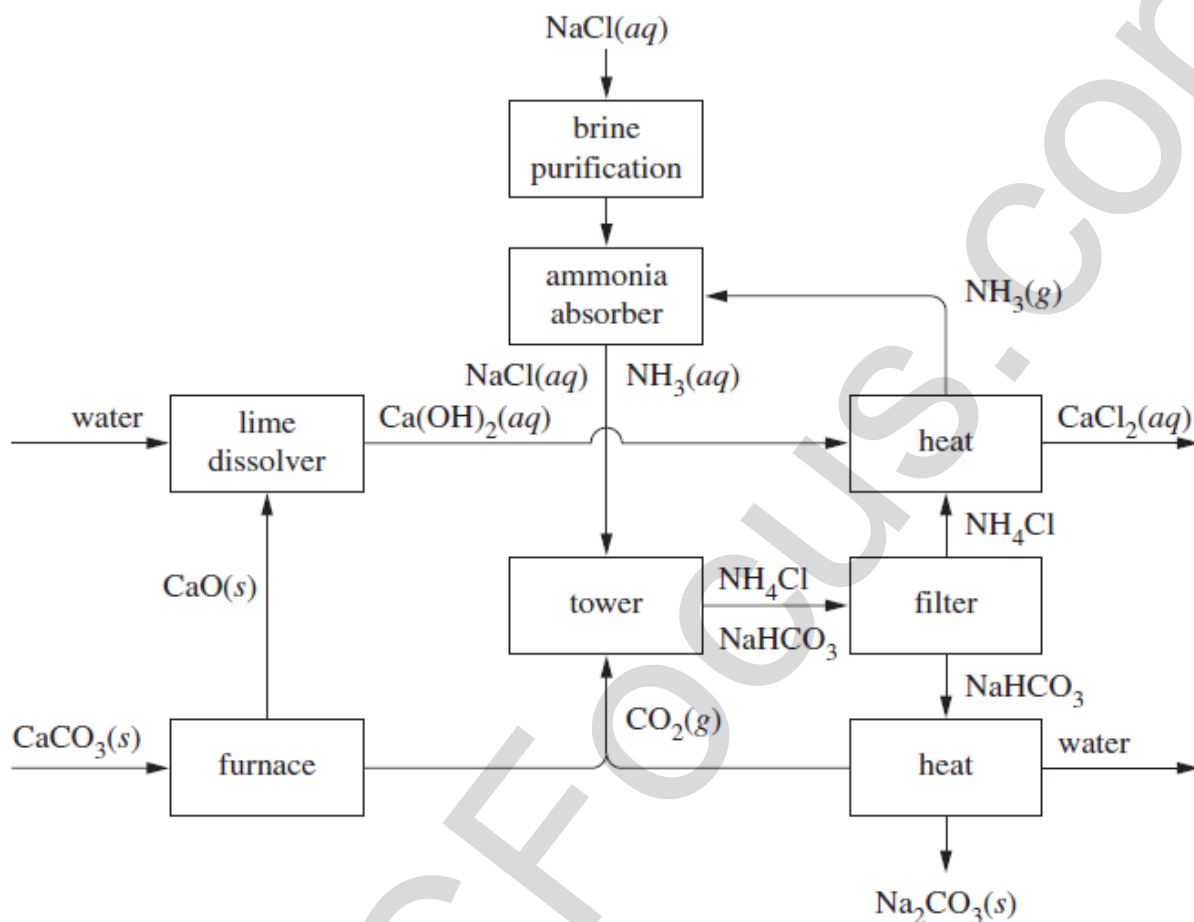 NaCl(aq)
brine
purification
ammonia
absorber
NH₃(g)
NaCl(aq) NH₃(aq)
water
lime
dissolver
Ca(OH)₂(aq)
heat
CaCl₂(aq)
NH₄Cl
CaO(s)
tower
NH₄Cl
NaHCO₃
filter
NaHCO₃
CaCO₃(s)
furnace
CO₂(g)
heat
water
Na₂CO₃(s)